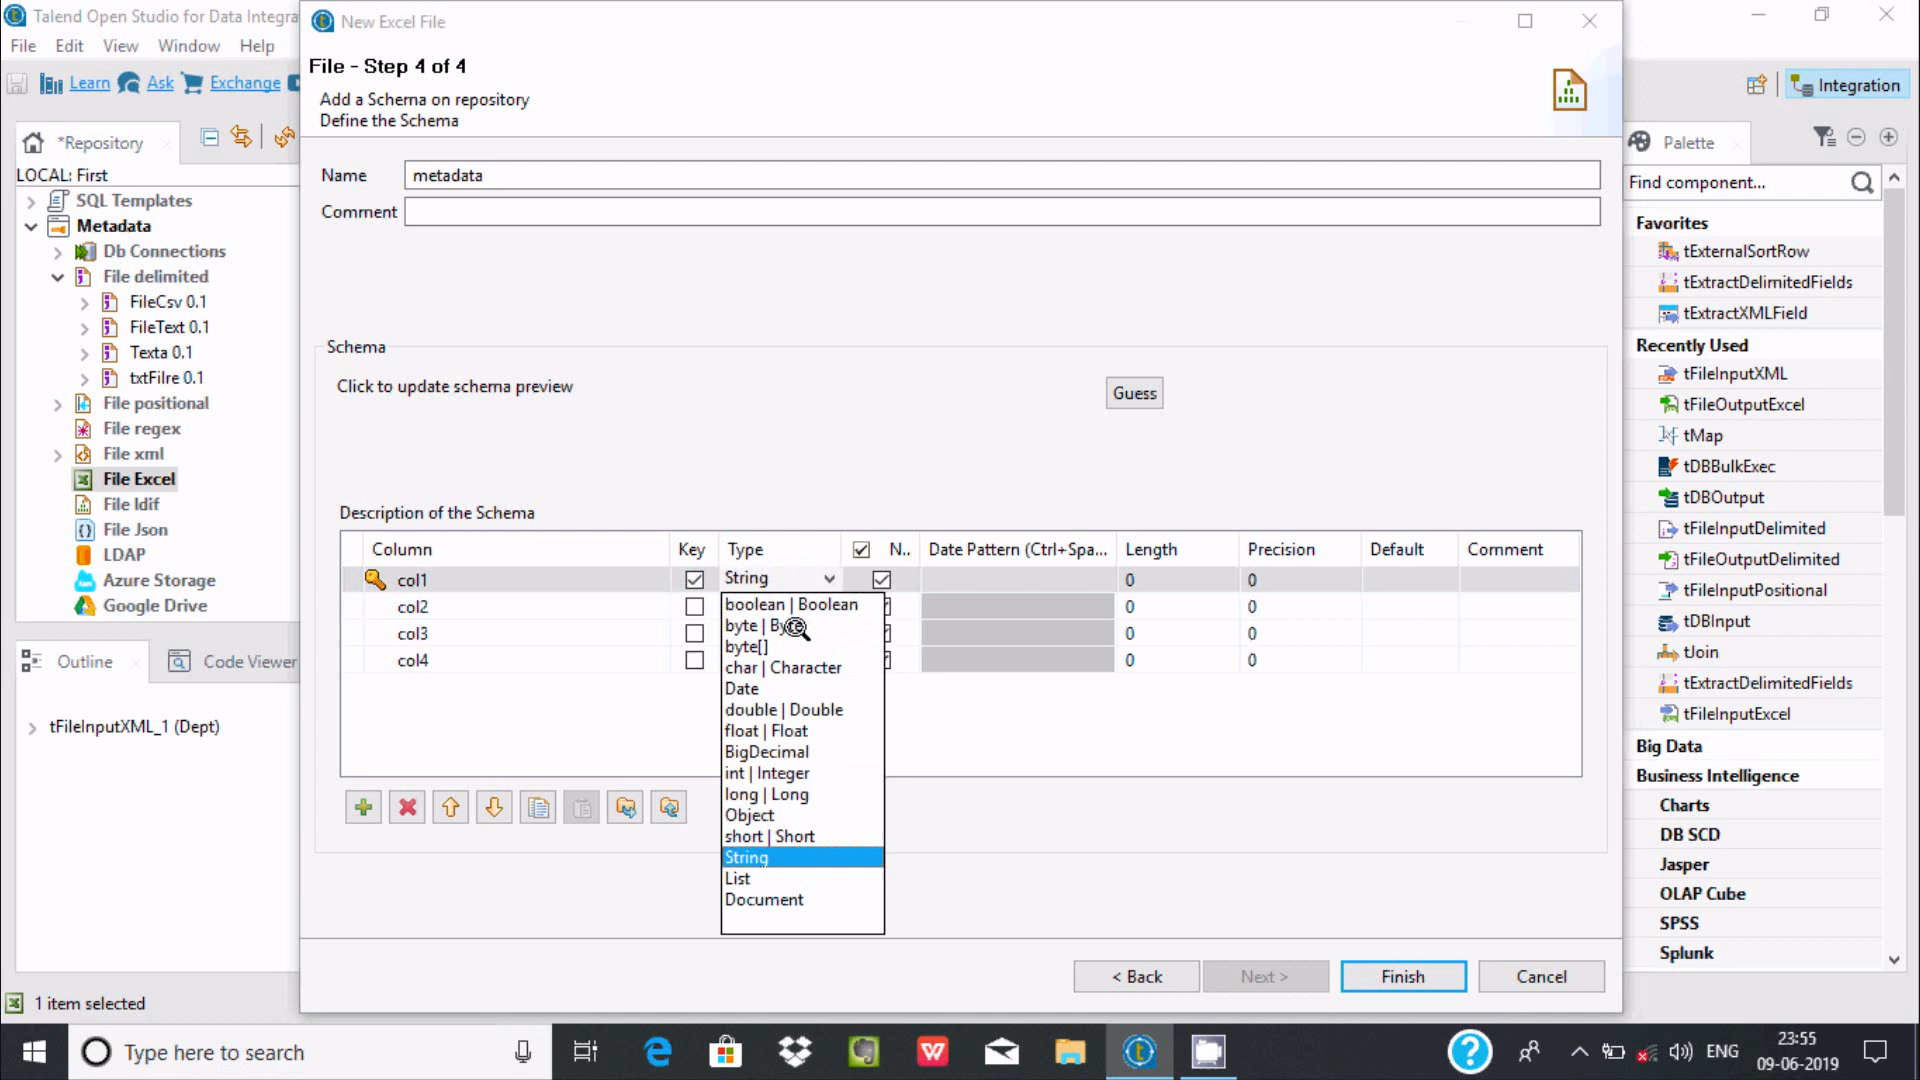 Talend Open Studio for Data Integra
New Excel File
File Edit View Window Help
Learn Ask Exchange
Integration
File - Step 4 of 4
Add a Schema on repository
Define the Schema
*Repository
LOCAL: First
SQL Templates
Metadata
Db Connections
File delimited
FileCsv 0.1
FileText 0.1
Texta 0.1
txtFilre 0.1
File positional
File regex
File xml
File Excel
File ldif
File Json
LDAP
Azure Storage
Google Drive
Outline
Code Viewer
tFileInputXML_1 (Dept)
1 item selected
Name metadata
Comment
Schema
Click to update schema preview
Guess
Description of the Schema
Column Key Type N.. Date Pattern (Ctrl+Spa... Length Precision Default Comment
col1 String 0 0
col2 0 0
col3 0 0
col4 0 0
boolean | Boolean
byte | Byte
byte[]
char | Character
Date
double | Double
float | Float
BigDecimal
int | Integer
long | Long
Object
short | Short
String
List
Document
< Back Next > Finish Cancel
Palette
Find component...
Favorites
tExternalSortRow
tExtractDelimitedFields
tExtractXMLField
Recently Used
tFileInputXML
tFileOutputExcel
tMap
tDBBulkExec
tDBOutput
tFileInputDelimited
tFileOutputDelimited
tFileInputPositional
tDBInput
tJoin
tExtractDelimitedFields
tFileInputExcel
Big Data
Business Intelligence
Charts
DB SCD
Jasper
OLAP Cube
SPSS
Splunk
Type here to search
ENG
23:55
09-06-2019